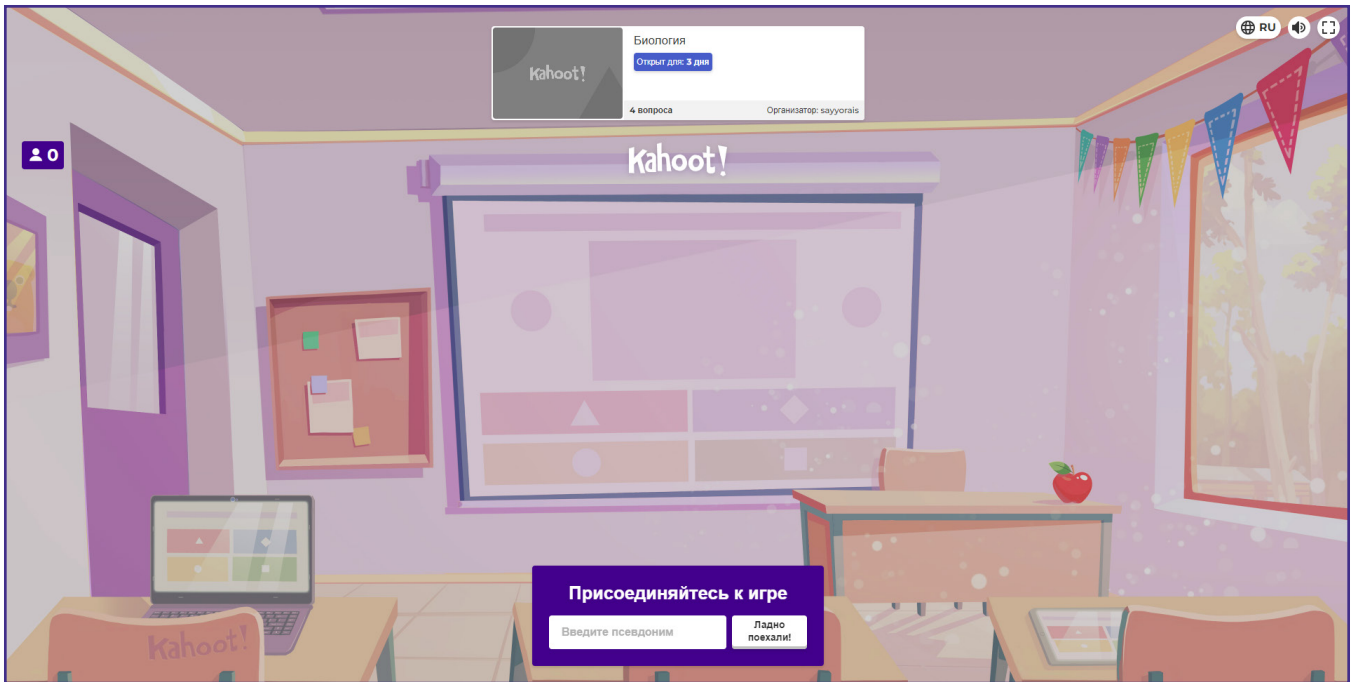 Kahoot!
Биология
Открыт для: 3 дня
4 вопроса
Организатор: sayyorais
RU
0
Kahoot!
Kahoot!
Присоединяйтесь к игре
Введите псевдоним
Ладно
поехали!